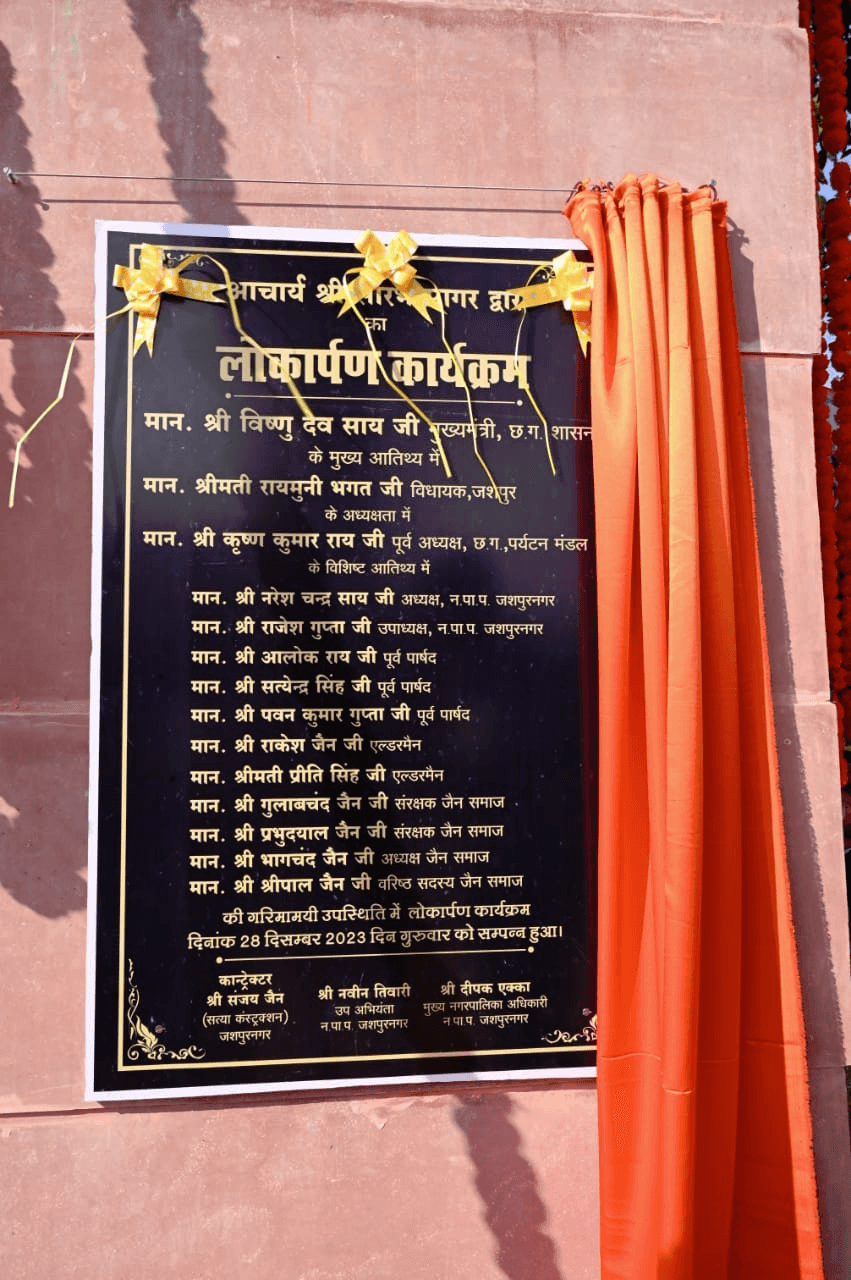 आचार्य श्री सौरभ सागर द्वार
का
लोकार्पण कार्यक्रम
मान. श्री विष्णु देव साय जी मुख्यमंत्री, छ.ग. शासन
के मुख्य आतिथ्य में
मान. श्रीमती रायमुनी भगत जी विधायक,जशपुर
के अध्यक्षता में
मान. श्री कृष्ण कुमार राय जी पूर्व अध्यक्ष, छ.ग.,पर्यटन मंडल
के विशिष्ट आतिथ्य में
मान. श्री नरेश चन्द्र साय जी अध्यक्ष, न.पा.प. जशपुरनगर
मान. श्री राजेश गुप्ता जी उपाध्यक्ष, न.पा.प. जशपुरनगर
मान. श्री आलोक राय जी पूर्व पार्षद
मान. श्री सत्येन्द्र सिंह जी पूर्व पार्षद
मान. श्री पवन कुमार गुप्ता जी पूर्व पार्षद
मान. श्री राकेश जैन जी एल्डरमैन
मान. श्रीमती प्रीति सिंह जी एल्डरमैन
मान. श्री गुलाबचंद जैन जी संरक्षक जैन समाज
मान. श्री प्रभुदयाल जैन जी संरक्षक जैन समाज
मान. श्री भागचंद जैन जी अध्यक्ष जैन समाज
मान. श्री श्रीपाल जैन जी वरिष्ठ सदस्य जैन समाज
की गरिमामयी उपस्थिति में लोकार्पण कार्यक्रम
दिनांक 28 दिसम्बर 2023 दिन गुरुवार को सम्पन्न हुआ।
कान्ट्रेक्टर
श्री संजय जैन
(सत्या कंस्ट्रक्शन)
जशपुरनगर
श्री नवीन तिवारी
उप अभियंता
न.पा.प. जशपुरनगर
श्री दीपक एक्का
मुख्य नगरपालिका अधिकारी
न.पा.प. जशपुरनगर